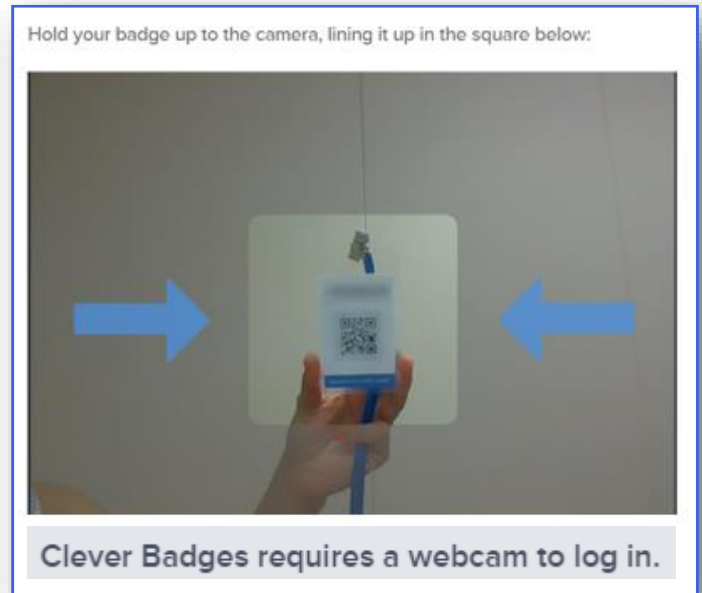 Hold your badge up to the camera, lining it up in the square below:
Clever Badges requires a webcam to log in.